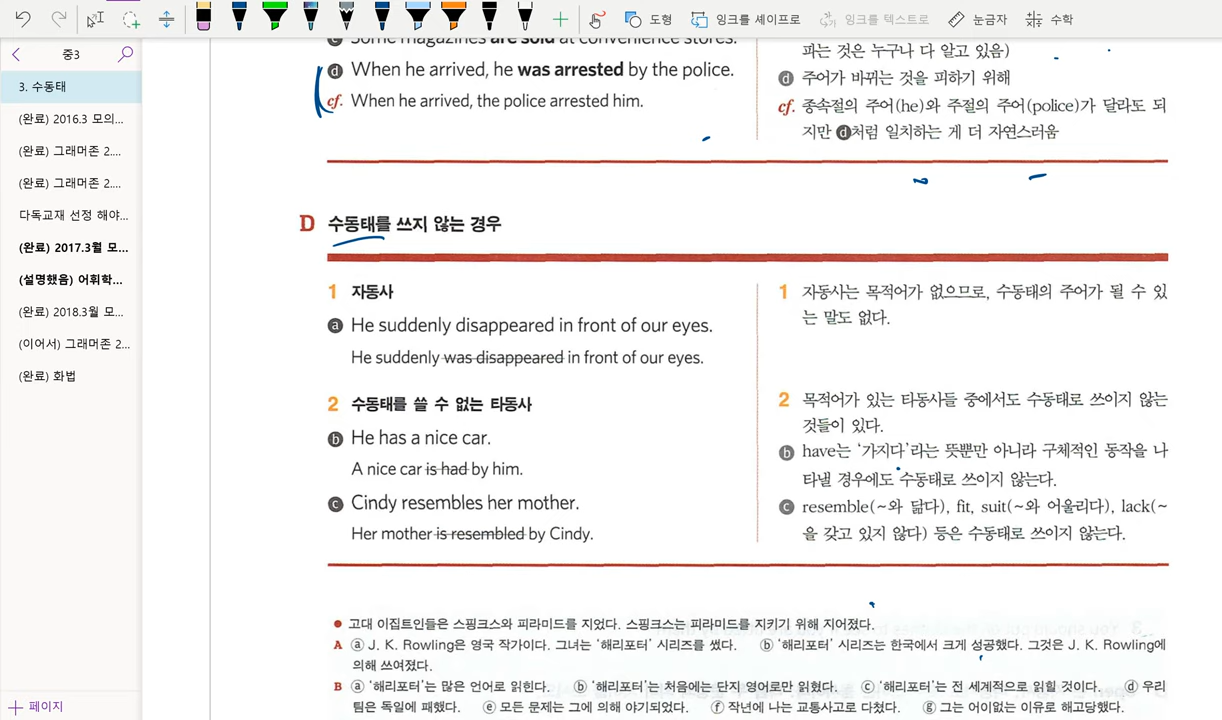 도형
잉크를 셰이프로
잉크를 텍스트로
눈금자
수학
중3
3. 수동태
(완료) 2016.3 모의...
(완료) 그래머존 2....
(완료) 그래머존 2....
다독교재 선정 해야...
(완료) 2017.3월 모...
(설명했음) 어휘학...
(완료) 2018.3월 모...
(이어서) 그래머존 2...
(완료) 화법
페이지
c Some magazines are sold at convenience stores.
d When he arrived, he was arrested by the police.
cf. When he arrived, the police arrested him.
파는 것은 누구나 다 알고 있음)
d 주어가 바뀌는 것을 피하기 위해
cf. 종속절의 주어(he)와 주절의 주어(police)가 달라도 되
지만 d처럼 일치하는 게 더 자연스러움
D 수동태를 쓰지 않는 경우
1 자동사
a He suddenly disappeared in front of our eyes.
He suddenly was disappeared in front of our eyes.
2 수동태를 쓸 수 없는 타동사
b He has a nice car.
A nice car is had by him.
c Cindy resembles her mother.
Her mother is resembled by Cindy.
1 자동사는 목적어가 없으므로, 수동태의 주어가 될 수 있
는 말도 없다.
2 목적어가 있는 타동사들 중에서도 수동태로 쓰이지 않는
것들이 있다.
b have는 ‘가지다’라는 뜻뿐만 아니라 구체적인 동작을 나
타낼 경우에도 수동태로 쓰이지 않는다.
c resemble(~와 닮다), fit, suit(~와 어울리다), lack(~
을 갖고 있지 않다) 등은 수동태로 쓰이지 않는다.
● 고대 이집트인들은 스핑크스와 피라미드를 지었다. 스핑크스는 피라미드를 지키기 위해 지어졌다.
A ⓐ J. K. Rowling은 영국 작가이다. 그녀는 ‘해리포터’ 시리즈를 썼다. ⓑ ‘해리포터’ 시리즈는 한국에서 크게 성공했다. 그것은 J. K. Rowling에
의해 쓰여졌다.
B ⓐ ‘해리포터’는 많은 언어로 읽힌다. ⓑ ‘해리포터’는 처음에는 단지 영어로만 읽혔다. ⓒ ‘해리포터’는 전 세계적으로 읽힐 것이다. ⓓ 우리
팀은 독일에 패했다. ⓔ 모든 문제는 그에 의해 야기되었다. ⓕ 작년에 나는 교통사고로 다쳤다. ⓖ 그는 어이없는 이유로 해고당했다.